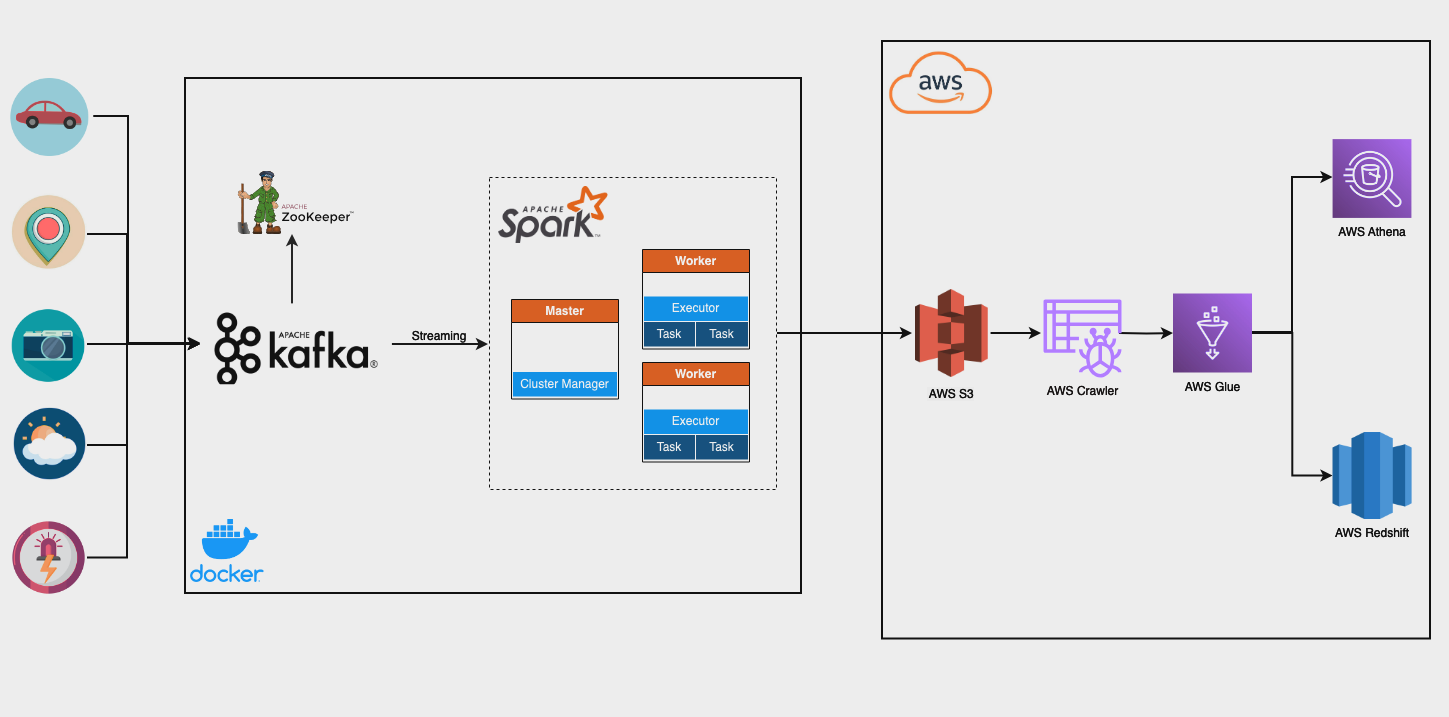 aws
APACHE
ZooKeeper™
APACHE
Spark™
Worker
Executor
Task Task
Master
Cluster Manager
APACHE
kafka®
Streaming
Worker
Executor
Task Task
docker
AWS S3
AWS Crawler
AWS Glue
AWS Athena
AWS Redshift